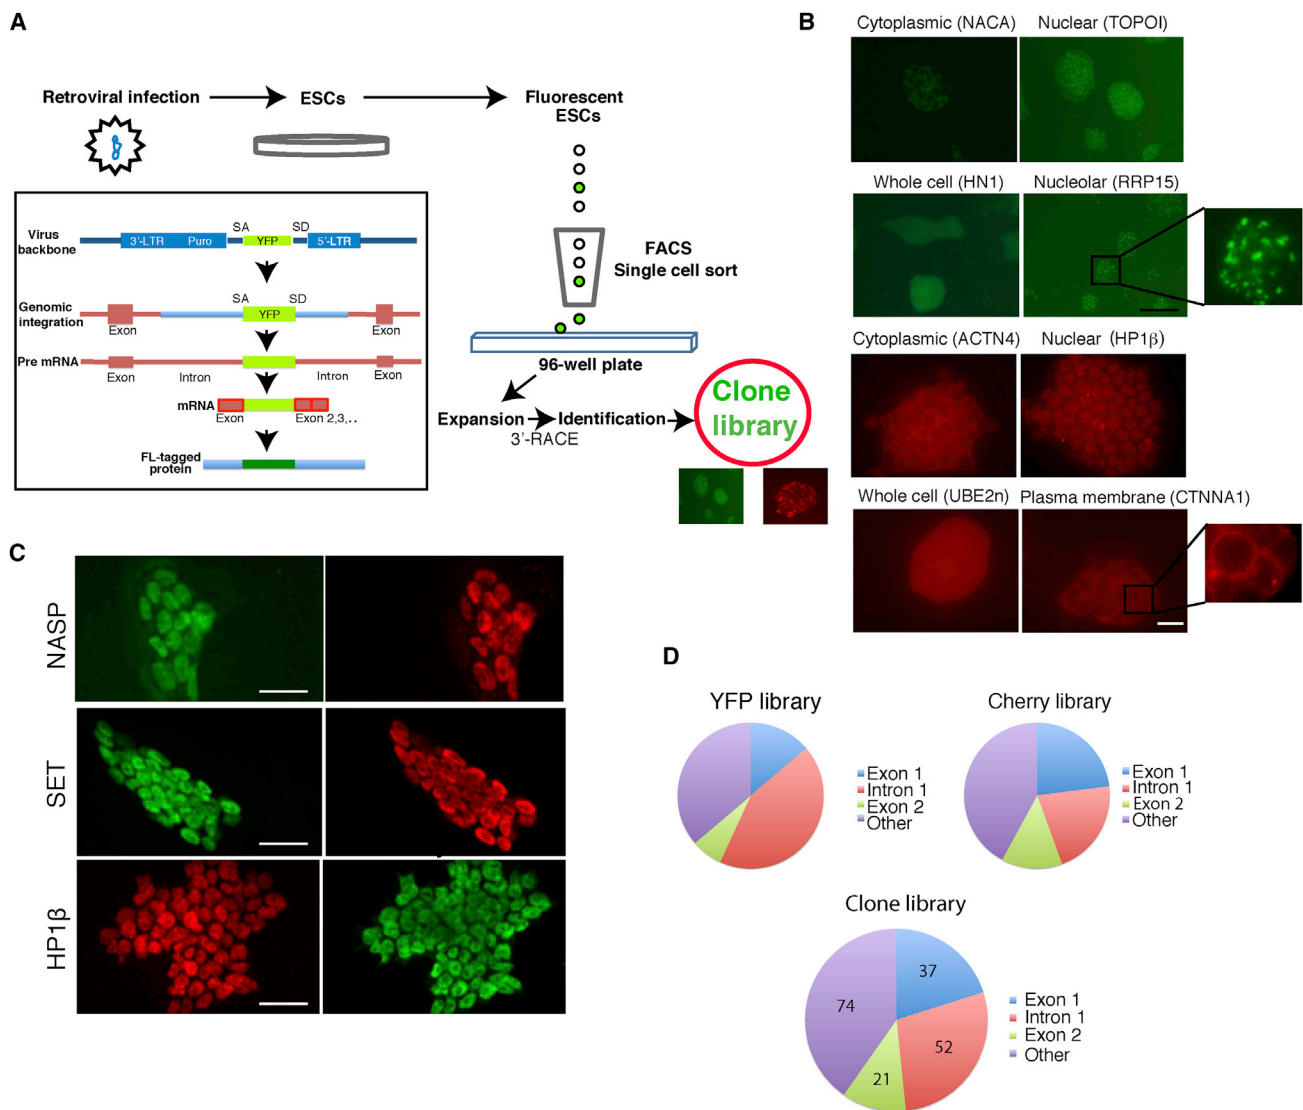 A
Retroviral infection
ESCs
Fluorescent
ESCs
Virus
backbone
3'-LTR
Puro
SA
YFP
SD
5'-LTR
Genomic
integration
SA
YFP
SD
Exon
Exon
Pre mRNA
Exon
Intron
Intron
Exon
mRNA
Exon
Exon 2,3,..
FL-tagged
protein
FACS
Single cell sort
96-well plate
Expansion
Identification
3'-RACE
Clone
library
B
Cytoplasmic (NACA)
Nuclear (TOPOI)
Whole cell (HN1)
Nucleolar (RRP15)
Cytoplasmic (ACTN4)
Nuclear (HP1β)
Whole cell (UBE2n)
Plasma membrane (CTNNA1)
C
NASP
SET
HP1β
D
YFP library
Exon 1
Intron 1
Exon 2
Other
Cherry library
Exon 1
Intron 1
Exon 2
Other
Clone library
37
52
21
74
Exon 1
Intron 1
Exon 2
Other